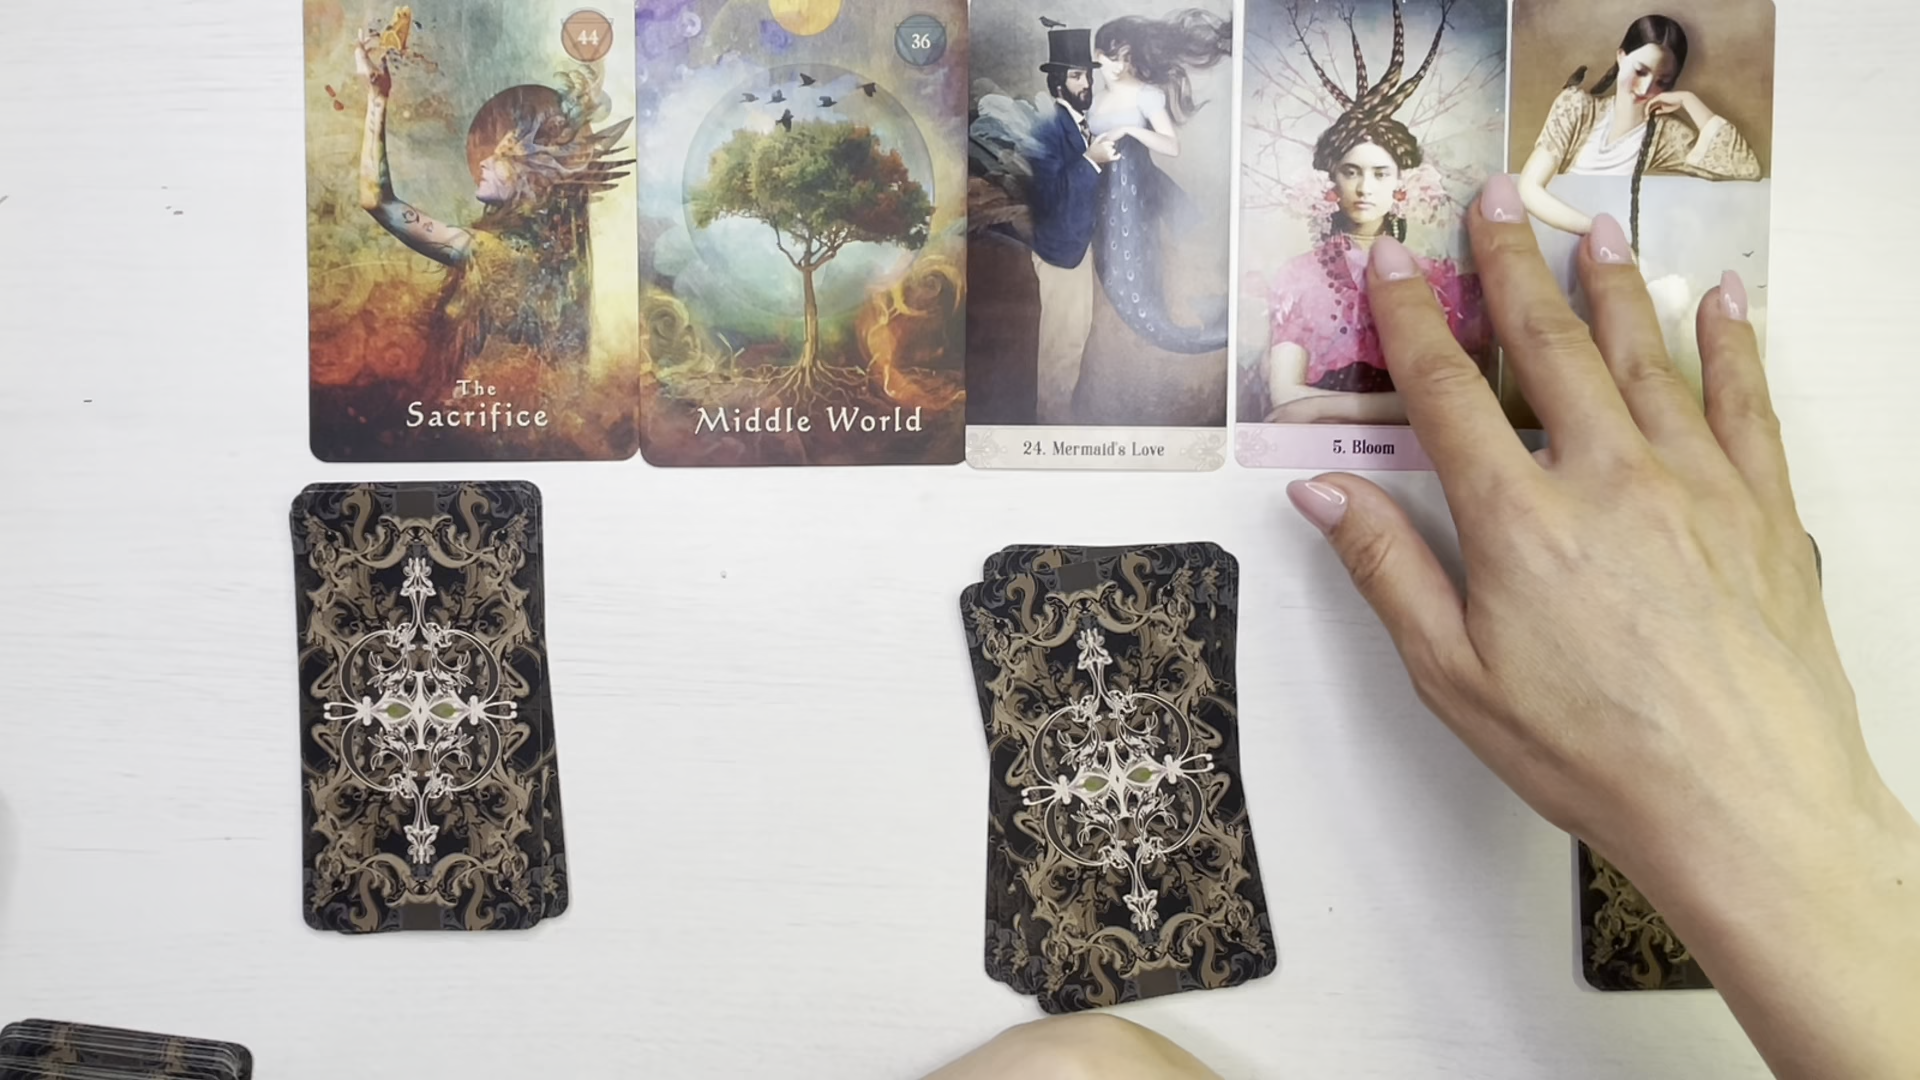 44
The
Sacrifice
36
Middle World
24. Mermaid's Love
5. Bloom